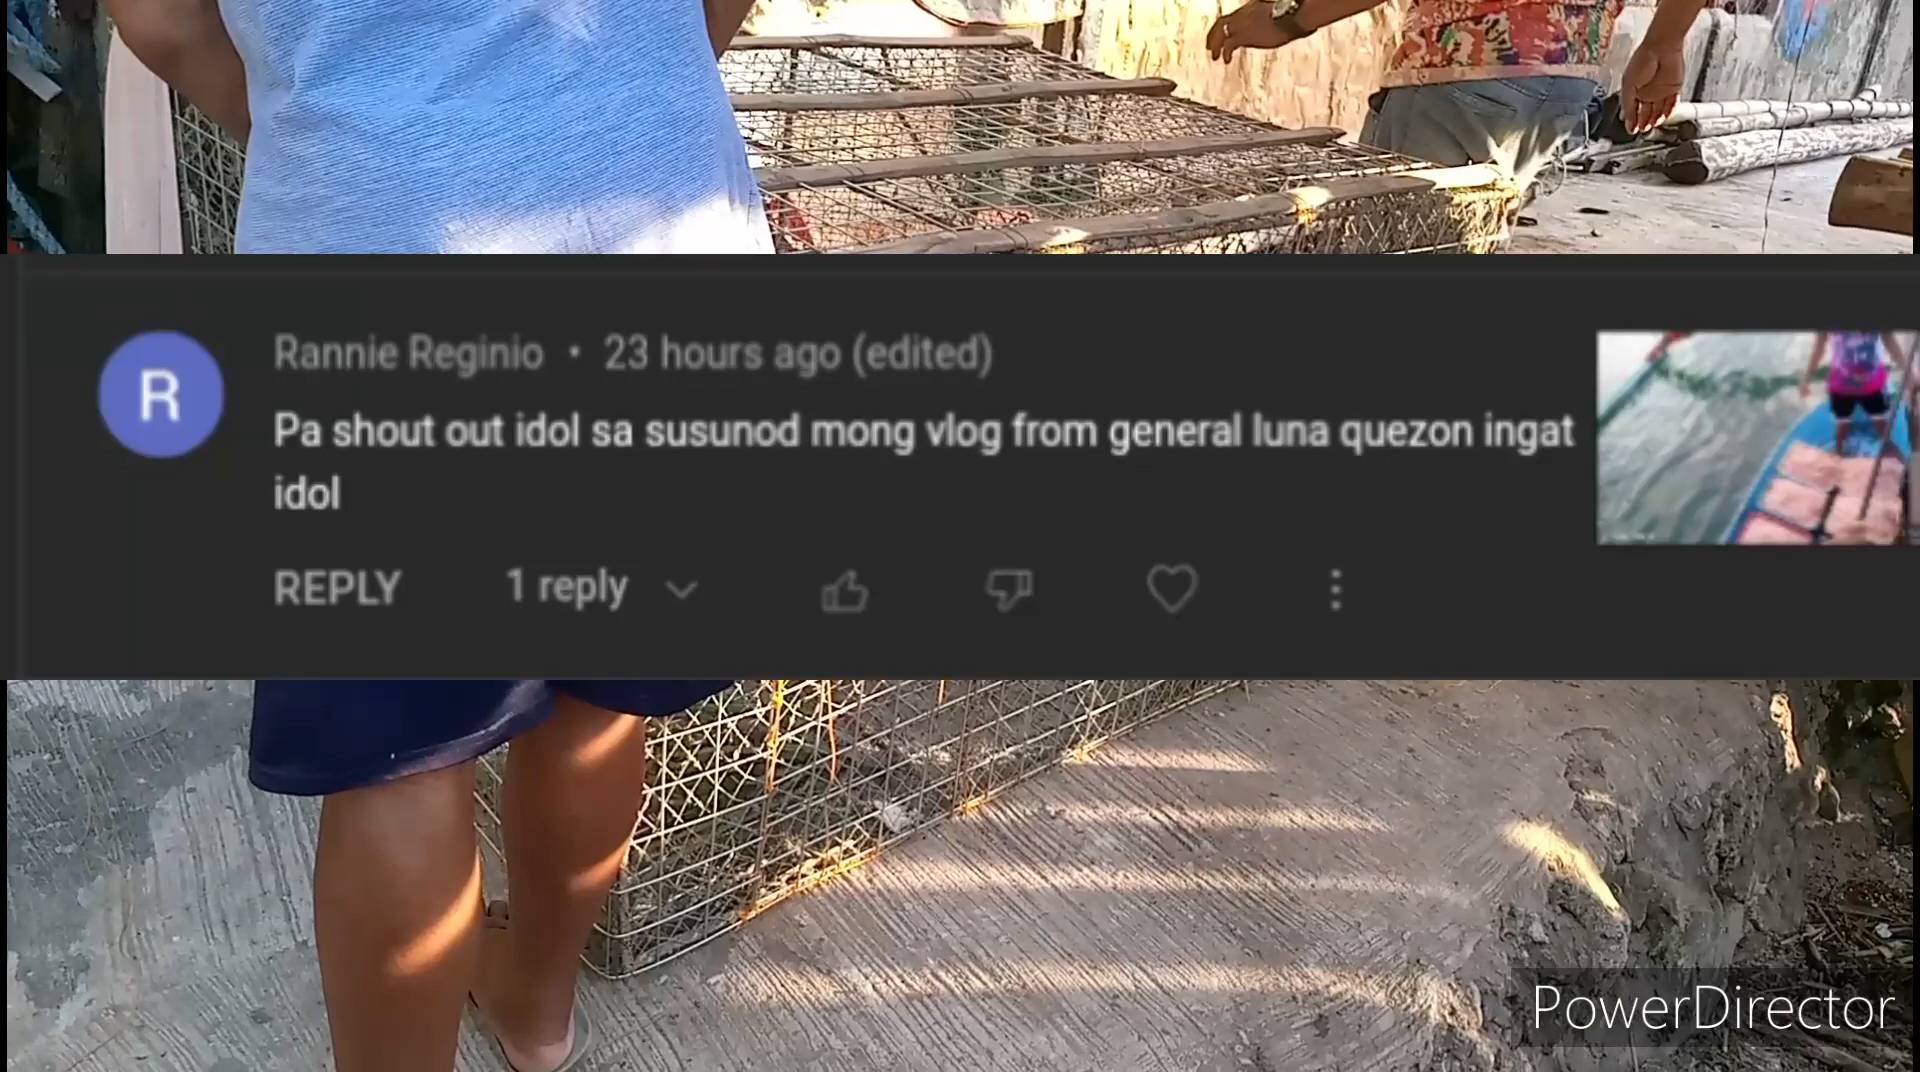 R
Rannie Reginio • 23 hours ago (edited)
Pa shout out idol sa susunod mong vlog from general luna quezon ingat
idol
REPLY 1 reply
PowerDirector